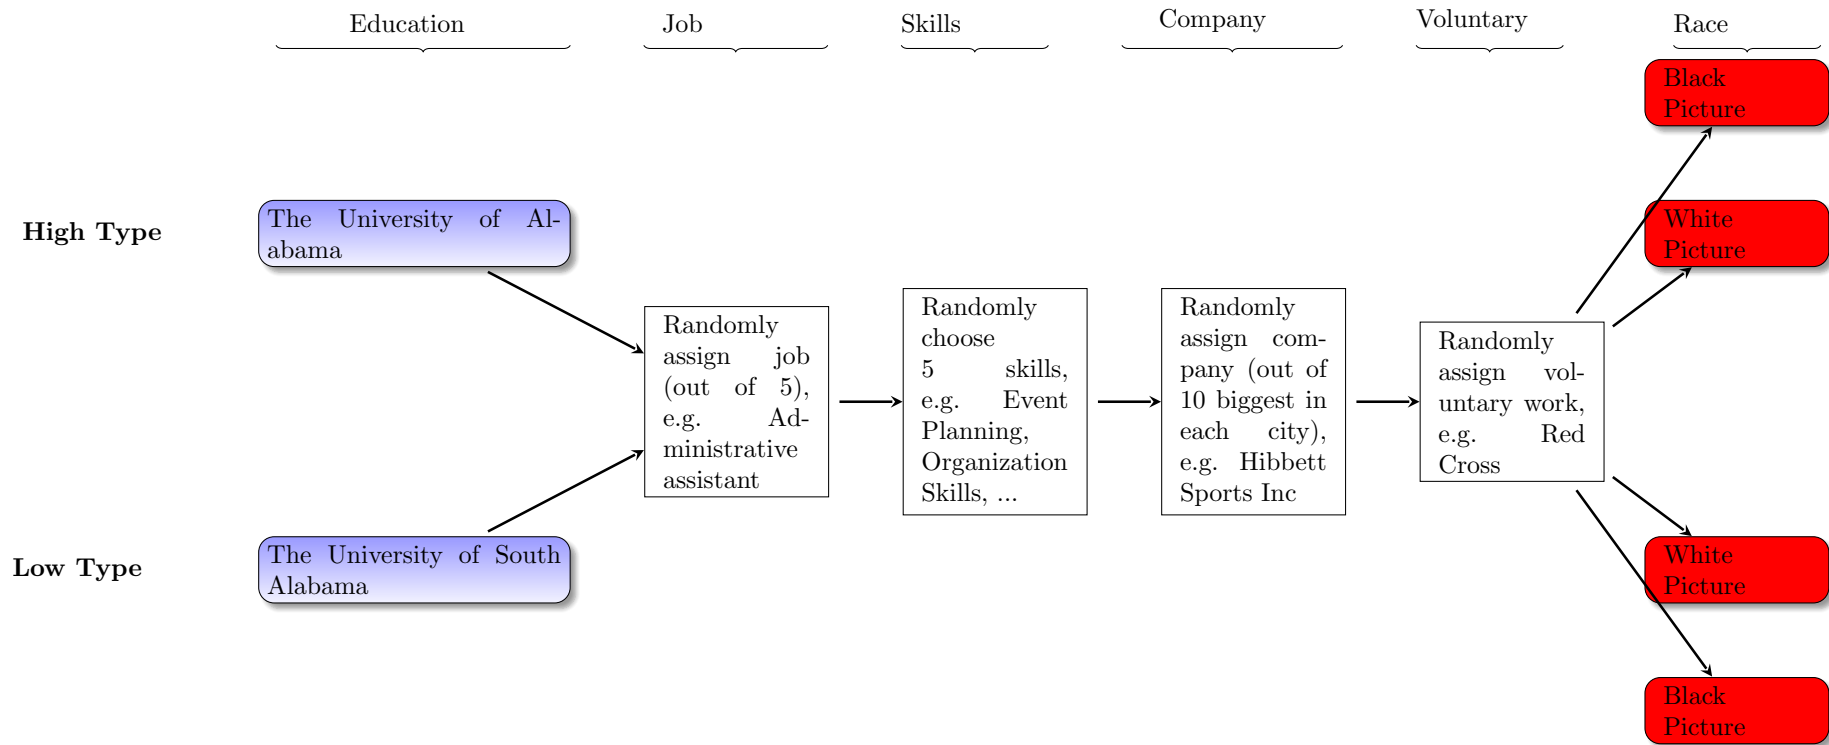 Education
Job
Skills
Company
Voluntary
Race
Black
Picture
High Type
The University of Al-
abama
White
Picture
Randomly
assign job
(out of 5),
e.g. Ad-
ministrative
assistant
Randomly
choose
5 skills,
e.g. Event
Planning,
Organization
Skills, ...
Randomly
assign com-
pany (out of
10 biggest in
each city),
e.g. Hibbett
Sports Inc
Randomly
assign vol-
untary work,
e.g. Red
Cross
Low Type
The University of South
Alabama
White
Picture
Black
Picture